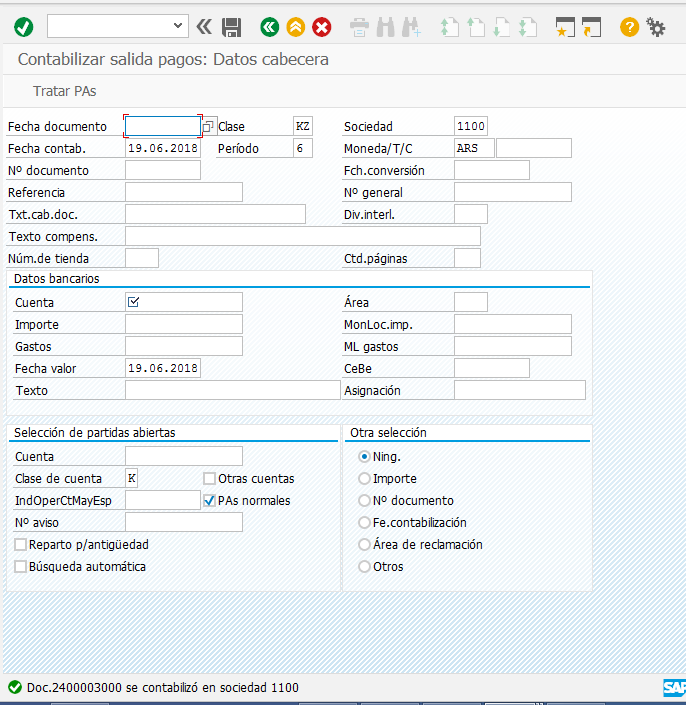 Contabilizar salida pagos: Datos cabecera
Tratar PAs
Fecha documento Clase KZ Sociedad 1100
Fecha contab. 19.06.2018 Período 6 Moneda/T/C ARS
Nº documento Fch.conversión
Referencia Nº general
Txt.cab.doc. Div.interl.
Texto compens.
Núm.de tienda Ctd.páginas
Datos bancarios
Cuenta Área
Importe MonLoc.imp.
Gastos ML gastos
Fecha valor 19.06.2018 CeBe
Texto Asignación
Selección de partidas abiertas
Cuenta
Clase de cuenta K Otras cuentas
IndOperCtMayEsp PAs normales
Nº aviso
Reparto p/antigüedad
Búsqueda automática
Otra selección
Ning.
Importe
Nº documento
Fe.contabilización
Área de reclamación
Otros
Doc.2400003000 se contabilizó en sociedad 1100
SAP